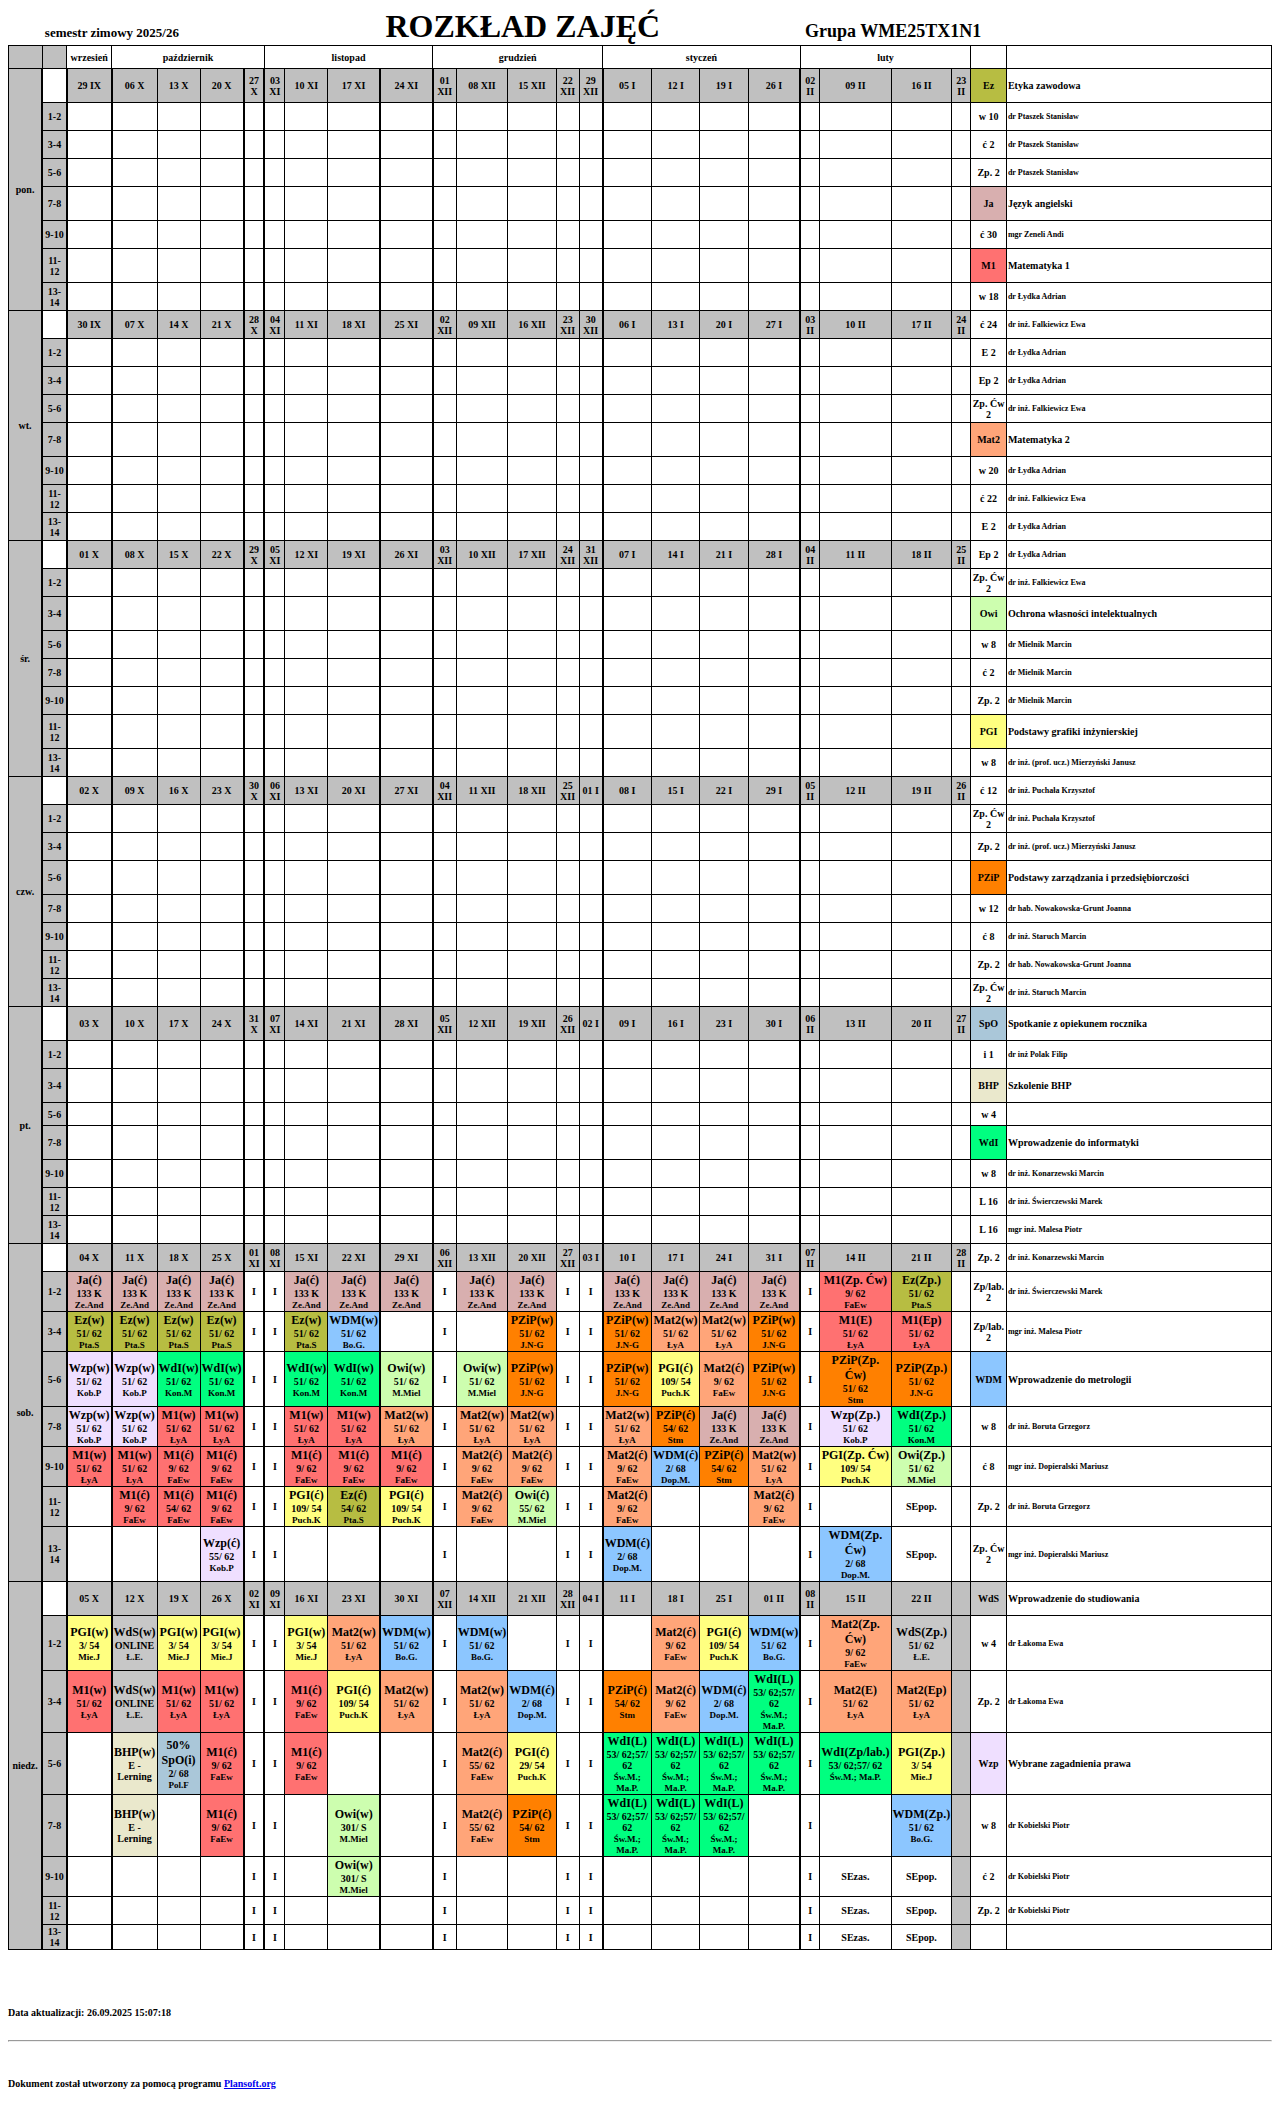 semestr zimowy 2025/26 ROZKŁAD ZAJĘĆ Grupa WME25TX1N1
wrzesień październik listopad grudzień styczeń luty
pon. 29 IX 06 X 13 X 20 X 27 X 03 XI 10 XI 17 XI 24 XI 01 XII 08 XII 15 XII 22 XII 29 XII 05 I 12 I 19 I 26 I 02 II 09 II 16 II 23 II Ez Etyka zawodowa
1-2 w 10 dr Ptaszek Stanisław
3-4 ć 2 dr Ptaszek Stanisław
5-6 Zp. 2 dr Ptaszek Stanisław
7-8 Ja Język angielski
9-10 ć 30 mgr Zeneli Andi
11-12 M1 Matematyka 1
13-14 w 18 dr Łydka Adrian
wt. 30 IX 07 X 14 X 21 X 28 X 04 XI 11 XI 18 XI 25 XI 02 XII 09 XII 16 XII 23 XII 30 XII 06 I 13 I 20 I 27 I 03 II 10 II 17 II 24 II ć 24 dr inż. Falkiewicz Ewa
1-2 E 2 dr Łydka Adrian
3-4 Ep 2 dr Łydka Adrian
5-6 Zp. Ćw 2 dr inż. Falkiewicz Ewa
7-8 Mat2 Matematyka 2
9-10 w 20 dr Łydka Adrian
11-12 ć 22 dr inż. Falkiewicz Ewa
13-14 E 2 dr Łydka Adrian
śr. 01 X 08 X 15 X 22 X 29 X 05 XI 12 XI 19 XI 26 XI 03 XII 10 XII 17 XII 24 XII 31 XII 07 I 14 I 21 I 28 I 04 II 11 II 18 II 25 II Ep 2 dr Łydka Adrian
1-2 Zp. Ćw 2 dr inż. Falkiewicz Ewa
3-4 Owi Ochrona własności intelektualnych
5-6 w 8 dr Mielnik Marcin
7-8 ć 2 dr Mielnik Marcin
9-10 Zp. 2 dr Mielnik Marcin
11-12 PGI Podstawy grafiki inżynierskiej
13-14 w 8 dr inż. (prof. ucz.) Mierzyński Janusz
czw. 02 X 09 X 16 X 23 X 30 X 06 XI 13 XI 20 XI 27 XI 04 XII 11 XII 18 XII 25 XII 01 I 08 I 15 I 22 I 29 I 05 II 12 II 19 II 26 II ć 12 dr inż. Puchała Krzysztof
1-2 Zp. Ćw 2 dr inż. Puchała Krzysztof
3-4 Zp. 2 dr inż. (prof. ucz.) Mierzyński Janusz
5-6 PZiP Podstawy zarządzania i przedsiębiorczości
7-8 w 12 dr hab. Nowakowska-Grunt Joanna
9-10 ć 8 dr inż. Staruch Marcin
11-12 Zp. 2 dr hab. Nowakowska-Grunt Joanna
13-14 Zp. Ćw 2 dr inż. Staruch Marcin
pt. 03 X 10 X 17 X 24 X 31 X 07 XI 14 XI 21 XI 28 XI 05 XII 12 XII 19 XII 26 XII 02 I 09 I 16 I 23 I 30 I 06 II 13 II 20 II 27 II SpO Spotkanie z opiekunem rocznika
1-2 i 1 dr inż Polak Filip
3-4 BHP Szkolenie BHP
5-6 w 4
7-8 WdI Wprowadzenie do informatyki
9-10 w 8 dr inż. Konarzewski Marcin
11-12 L 16 dr inż. Świerczewski Marek
13-14 L 16 mgr inż. Malesa Piotr
sob. 04 X 11 X 18 X 25 X 01 XI 08 XI 15 XI 22 XI 29 XI 06 XII 13 XII 20 XII 27 XII 03 I 10 I 17 I 24 I 31 I 07 II 14 II 21 II 28 II Zp. 2 dr inż. Konarzewski Marcin
1-2 Ja(ć) 133 K Ze.And Ja(ć) 133 K Ze.And Ja(ć) 133 K Ze.And Ja(ć) 133 K Ze.And I I Ja(ć) 133 K Ze.And Ja(ć) 133 K Ze.And Ja(ć) 133 K Ze.And I Ja(ć) 133 K Ze.And Ja(ć) 133 K Ze.And I I Ja(ć) 133 K Ze.And Ja(ć) 133 K Ze.And Ja(ć) 133 K Ze.And Ja(ć) 133 K Ze.And I M1(Zp. Ćw) 9/ 62 FaEw Ez(Zp.) 51/ 62 Pta.S Zp/lab. 2 dr inż. Świerczewski Marek
3-4 Ez(w) 51/ 62 Pta.S Ez(w) 51/ 62 Pta.S Ez(w) 51/ 62 Pta.S Ez(w) 51/ 62 Pta.S I I Ez(w) 51/ 62 Pta.S WDM(w) 51/ 62 Bo.G. I PZiP(w) 51/ 62 J.N-G I I PZiP(w) 51/ 62 J.N-G Mat2(w) 51/ 62 ŁyA Mat2(w) 51/ 62 ŁyA PZiP(w) 51/ 62 J.N-G I M1(E) 51/ 62 ŁyA M1(Ep) 51/ 62 ŁyA Zp/lab. 2 mgr inż. Malesa Piotr
5-6 Wzp(w) 51/ 62 Kob.P Wzp(w) 51/ 62 Kob.P WdI(w) 51/ 62 Kon.M WdI(w) 51/ 62 Kon.M I I WdI(w) 51/ 62 Kon.M WdI(w) 51/ 62 Kon.M Owi(w) 51/ 62 M.Miel I Owi(w) 51/ 62 M.Miel PZiP(w) 51/ 62 J.N-G I I PZiP(w) 51/ 62 J.N-G PGI(ć) 109/ 54 Puch.K Mat2(ć) 9/ 62 FaEw PZiP(w) 51/ 62 J.N-G I PZiP(Zp. Ćw) 51/ 62 Stm PZiP(Zp.) 51/ 62 J.N-G WDM Wprowadzenie do metrologii
7-8 Wzp(w) 51/ 62 Kob.P Wzp(w) 51/ 62 Kob.P M1(w) 51/ 62 ŁyA M1(w) 51/ 62 ŁyA I I M1(w) 51/ 62 ŁyA M1(w) 51/ 62 ŁyA Mat2(w) 51/ 62 ŁyA I Mat2(w) 51/ 62 ŁyA Mat2(w) 51/ 62 ŁyA I I Mat2(w) 51/ 62 ŁyA PZiP(ć) 54/ 62 Stm Ja(ć) 133 K Ze.And Ja(ć) 133 K Ze.And I Wzp(Zp.) 51/ 62 Kob.P WdI(Zp.) 51/ 62 Kon.M w 8 dr inż. Boruta Grzegorz
9-10 M1(w) 51/ 62 ŁyA M1(w) 51/ 62 ŁyA M1(ć) 9/ 62 FaEw M1(ć) 9/ 62 FaEw I I M1(ć) 9/ 62 FaEw M1(ć) 9/ 62 FaEw M1(ć) 9/ 62 FaEw I Mat2(ć) 9/ 62 FaEw Mat2(ć) 9/ 62 FaEw I I Mat2(ć) 9/ 62 FaEw WDM(ć) 2/ 68 Dop.M. PZiP(ć) 54/ 62 Stm Mat2(w) 51/ 62 ŁyA I PGI(Zp. Ćw) 109/ 54 Puch.K Owi(Zp.) 51/ 62 M.Miel ć 8 mgr inż. Dopieralski Mariusz
11-12 M1(ć) 9/ 62 FaEw M1(ć) 54/ 62 FaEw M1(ć) 9/ 62 FaEw I I PGI(ć) 109/ 54 Puch.K Ez(ć) 54/ 62 Pta.S PGI(ć) 109/ 54 Puch.K I Mat2(ć) 9/ 62 FaEw Owi(ć) 55/ 62 M.Miel I I Mat2(ć) 9/ 62 FaEw Mat2(ć) 9/ 62 FaEw I SEpop. Zp. 2 dr inż. Boruta Grzegorz
13-14 Wzp(ć) 55/ 62 Kob.P I I I I I WDM(ć) 2/ 68 Dop.M. I WDM(Zp. Ćw) 2/ 68 Dop.M. SEpop. Zp. Ćw 2 mgr inż. Dopieralski Mariusz
niedz. 05 X 12 X 19 X 26 X 02 XI 09 XI 16 XI 23 XI 30 XI 07 XII 14 XII 21 XII 28 XII 04 I 11 I 18 I 25 I 01 II 08 II 15 II 22 II WdS Wprowadzenie do studiowania
1-2 PGI(w) 3/ 54 Mie.J WdS(w) ONLINE Ł.E. PGI(w) 3/ 54 Mie.J PGI(w) 3/ 54 Mie.J I I PGI(w) 3/ 54 Mie.J Mat2(w) 51/ 62 ŁyA WDM(w) 51/ 62 Bo.G. I WDM(w) 51/ 62 Bo.G. I I Mat2(ć) 9/ 62 FaEw PGI(ć) 109/ 54 Puch.K WDM(w) 51/ 62 Bo.G. I Mat2(Zp. Ćw) 9/ 62 FaEw WdS(Zp.) 51/ 62 Ł.E. w 4 dr Łakoma Ewa
3-4 M1(w) 51/ 62 ŁyA WdS(w) ONLINE Ł.E. M1(w) 51/ 62 ŁyA M1(w) 51/ 62 ŁyA I I M1(ć) 9/ 62 FaEw PGI(ć) 109/ 54 Puch.K Mat2(w) 51/ 62 ŁyA I Mat2(w) 51/ 62 ŁyA WDM(ć) 2/ 68 Dop.M. I I PZiP(ć) 54/ 62 Stm Mat2(ć) 9/ 62 FaEw WDM(ć) 2/ 68 Dop.M. WdI(L) 53/ 62;57/ 62 Św.M.; Ma.P. I Mat2(E) 51/ 62 ŁyA Mat2(Ep) 51/ 62 ŁyA Zp. 2 dr Łakoma Ewa
5-6 BHP(w) E - Lerning 50% SpO(i) 2/ 68 Pol.F M1(ć) 9/ 62 FaEw I I M1(ć) 9/ 62 FaEw I Mat2(ć) 55/ 62 FaEw PGI(ć) 29/ 54 Puch.K I I WdI(L) 53/ 62;57/ 62 Św.M.; Ma.P. WdI(L) 53/ 62;57/ 62 Św.M.; Ma.P. WdI(L) 53/ 62;57/ 62 Św.M.; Ma.P. WdI(L) 53/ 62;57/ 62 Św.M.; Ma.P. I WdI(Zp/lab.) 53/ 62;57/ 62 Św.M.; Ma.P. PGI(Zp.) 3/ 54 Mie.J Wzp Wybrane zagadnienia prawa
7-8 BHP(w) E - Lerning M1(ć) 9/ 62 FaEw I I Owi(w) 301/ S M.Miel I Mat2(ć) 55/ 62 FaEw PZiP(ć) 54/ 62 Stm I I WdI(L) 53/ 62;57/ 62 Św.M.; Ma.P. WdI(L) 53/ 62;57/ 62 Św.M.; Ma.P. WdI(L) 53/ 62;57/ 62 Św.M.; Ma.P. I WDM(Zp.) 51/ 62 Bo.G. w 8 dr Kobielski Piotr
9-10 I I Owi(w) 301/ S M.Miel I I I I SEzas. SEpop. ć 2 dr Kobielski Piotr
11-12 I I I I I I SEzas. SEpop. Zp. 2 dr Kobielski Piotr
13-14 I I I I I I SEzas. SEpop.
Data aktualizacji: 26.09.2025 15:07:18
Dokument został utworzony za pomocą programu Plansoft.org